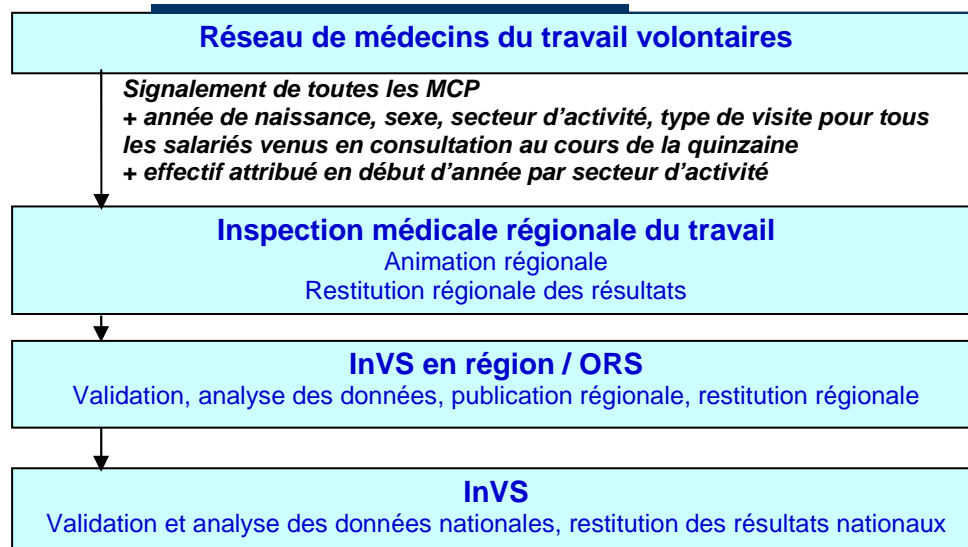 Réseau de médecins du travail volontaires
Signalement de toutes les MCP
+ année de naissance, sexe, secteur d’activité, type de visite pour tous
les salariés venus en consultation au cours de la quinzaine
+ effectif attribué en début d’année par secteur d’activité
Inspection médicale régionale du travail
Animation régionale
Restitution régionale des résultats
InVS en région / ORS
Validation, analyse des données, publication régionale, restitution régionale
InVS
Validation et analyse des données nationales, restitution des résultats nationaux